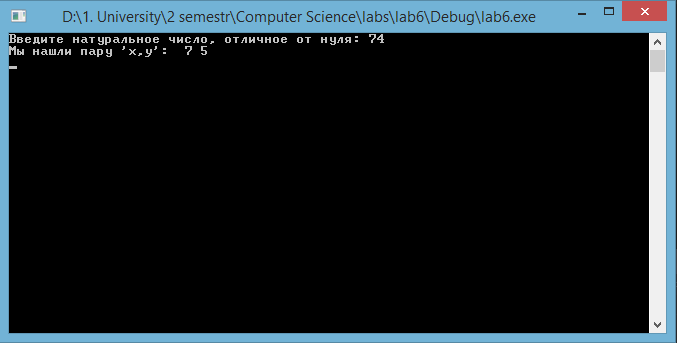 D:\1. University\2 semestr\Computer Science\labs\lab6\Debug\lab6.exe
Введите натуральное число, отличное от нуля: 74
Мы нашли пару 'x,y':  7 5